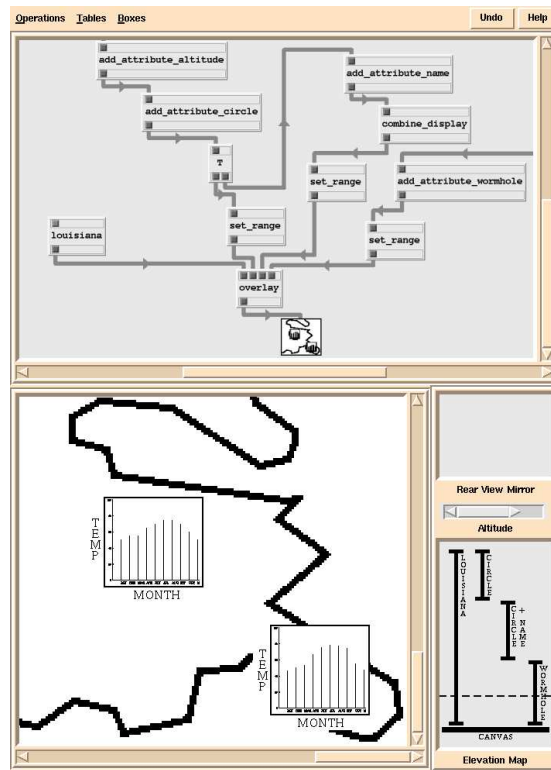 Operations Tables Boxes Undo Help
add_attribute_altitude
add_attribute_name
add_attribute_circle
combine_display
T
set_range
add_attribute_wormhole
set_range
louisiana
set_range
overlay
TEMP
MONTH
TEMP
MONTH
Rear View Mirror
Altitude
LOUISIANA
CIRCLE
CIRCLE + NAME
WORMHOLE
CANVAS
Elevation Map